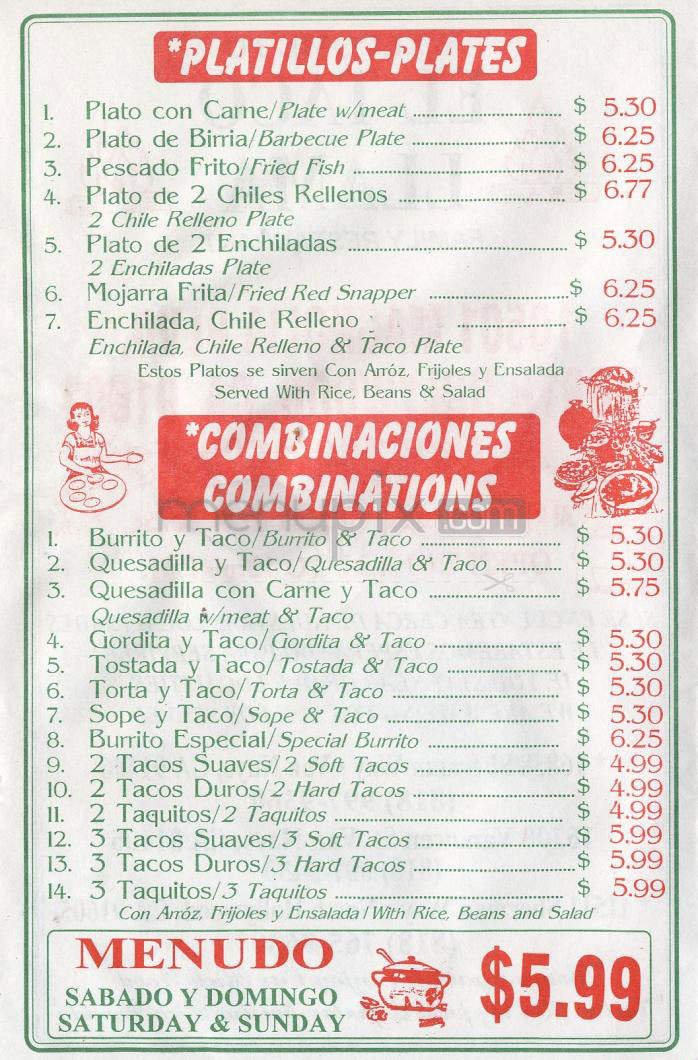 *PLATILLOS-PLATES
1. Plato con Carne/Plate w/meat $ 5.30
2. Plato de Birria/Barbecue Plate $ 6.25
3. Pescado Frito/Fried Fish $ 6.25
4. Plato de 2 Chiles Rellenos $ 6.77
2 Chile Relleno Plate
5. Plato de 2 Enchiladas $ 5.30
2 Enchiladas Plate
6. Mojarra Frita/Fried Red Snapper $ 6.25
7. Enchilada, Chile Relleno $ 6.25
Enchilada, Chile Relleno & Taco Plate
Estos Platos se sirven Con Arróz, Frijoles y Ensalada
Served With Rice, Beans & Salad
*COMBINACIONES
COMBINATIONS
menupix.com
1. Burrito y Taco/Burrito & Taco $ 5.30
2. Quesadilla y Taco/Quesadilla & Taco $ 5.30
3. Quesadilla con Carne y Taco $ 5.75
Quesadilla w/meat & Taco
4. Gordita y Taco/Gordita & Taco $ 5.30
5. Tostada y Taco/Tostada & Taco $ 5.30
6. Torta y Taco/Torta & Taco $ 5.30
7. Sope y Taco/Sope & Taco $ 5.30
8. Burrito Especial/Special Burrito $ 6.25
9. 2 Tacos Suaves/2 Soft Tacos $ 4.99
10. 2 Tacos Duros/2 Hard Tacos $ 4.99
11. 2 Taquitos/2 Taquitos $ 4.99
12. 3 Tacos Suaves/3 Soft Tacos $ 5.99
13. 3 Tacos Duros/3 Hard Tacos $ 5.99
14. 3 Taquitos/3 Taquitos $ 5.99
Con Arróz, Frijoles y Ensalada/With Rice, Beans and Salad
MENUDO
SABADO Y DOMINGO
SATURDAY & SUNDAY
$5.99